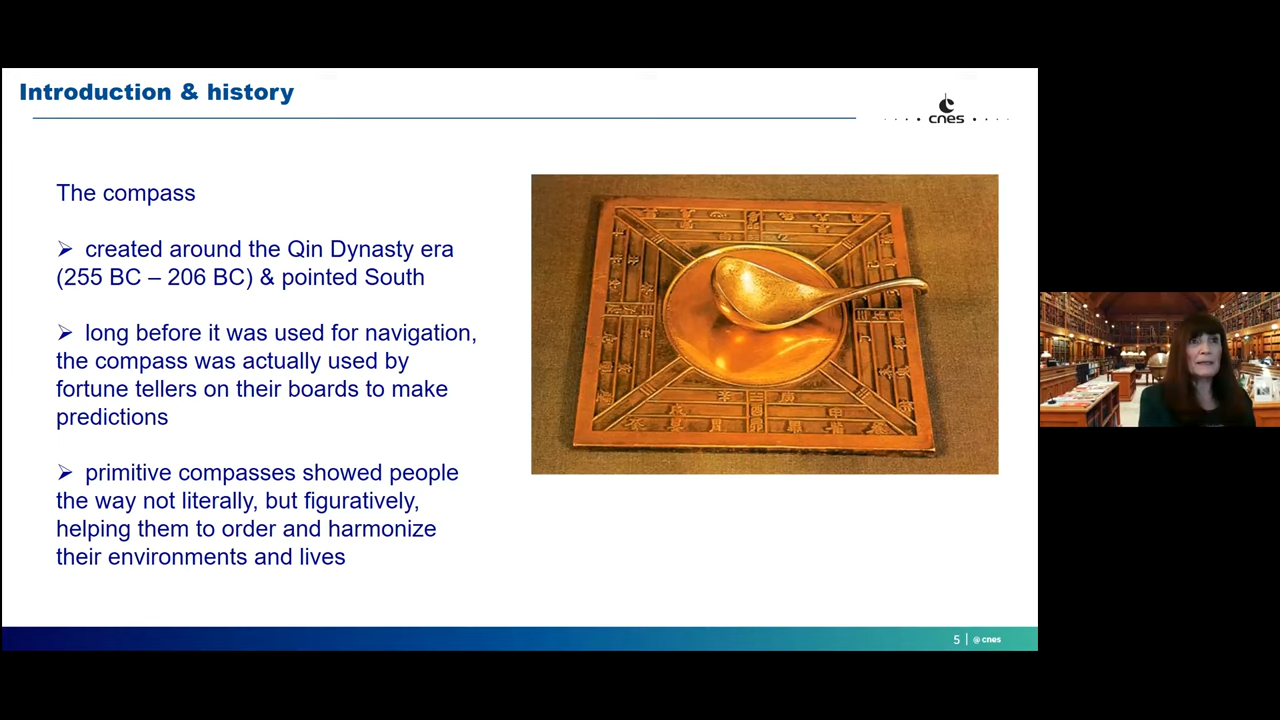 Introduction & history
cnes
The compass
➢ created around the Qin Dynasty era
(255 BC – 206 BC) & pointed South
➢ long before it was used for navigation,
the compass was actually used by
fortune tellers on their boards to make
predictions
➢ primitive compasses showed people
the way not literally, but figuratively,
helping them to order and harmonize
their environments and lives
5 | @ cnes